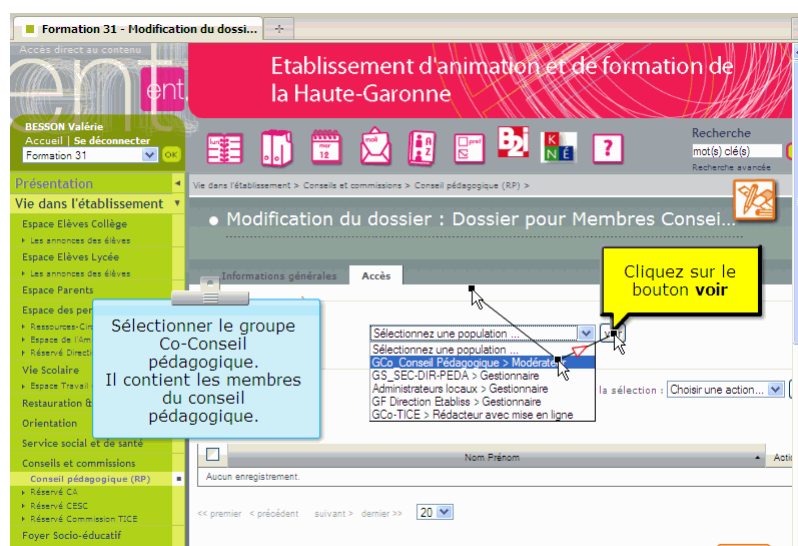 Formation 31 - Modification du dossi...
Accès direct au contenu
ent
ent
Etablissement d'animation et de formation de
la Haute-Garonne
BESSON Valérie
Accueil | Se déconnecter
Formation 31
OK
mar
12
mail
A
Z
pref
B2i
K
N É
?
Recherche
mot(s) clé(s)
Recherche avancée
Présentation
Vie dans l'établissement
Espace Elèves Collège
Les annonces des élèves
Espace Elèves Lycée
Les annonces des élèves
Espace Parents
Espace des per
Ressources-Cir
Espace de l'Am
Réservé Directi
Vie Scolaire
Espace Travail
Restauration &
Orientation
Service social et de santé
Conseils et commissions
Conseil pédagogique (RP)
Réservé CA
Réservé CESC
Réservé Commission TICE
Foyer Socio-éducatif
Vie dans l'établissement > Conseils et commissions > Conseil pédagogique (RP) >
Modification du dossier : Dossier pour Membres Consei...
Informations générales
Accès
Cliquez sur le
bouton voir
Sélectionner le groupe
Co-Conseil
pédagogique.
Il contient les membres
du conseil
pédagogique.
Sélectionnez une population ...
Sélectionnez une population ...
GCo_Conseil Pédagogique > Modérateur
GS_SEC-DIR-PEDA > Gestionnaire
Administrateurs locaux > Gestionnaire
GF Direction Etabliss > Gestionnaire
GCo-TICE > Rédacteur avec mise en ligne
la sélection : Choisir une action...
Nom Prénom
Actio
Aucun enregistrement.
<< premier < précédent suivant > dernier >> 20